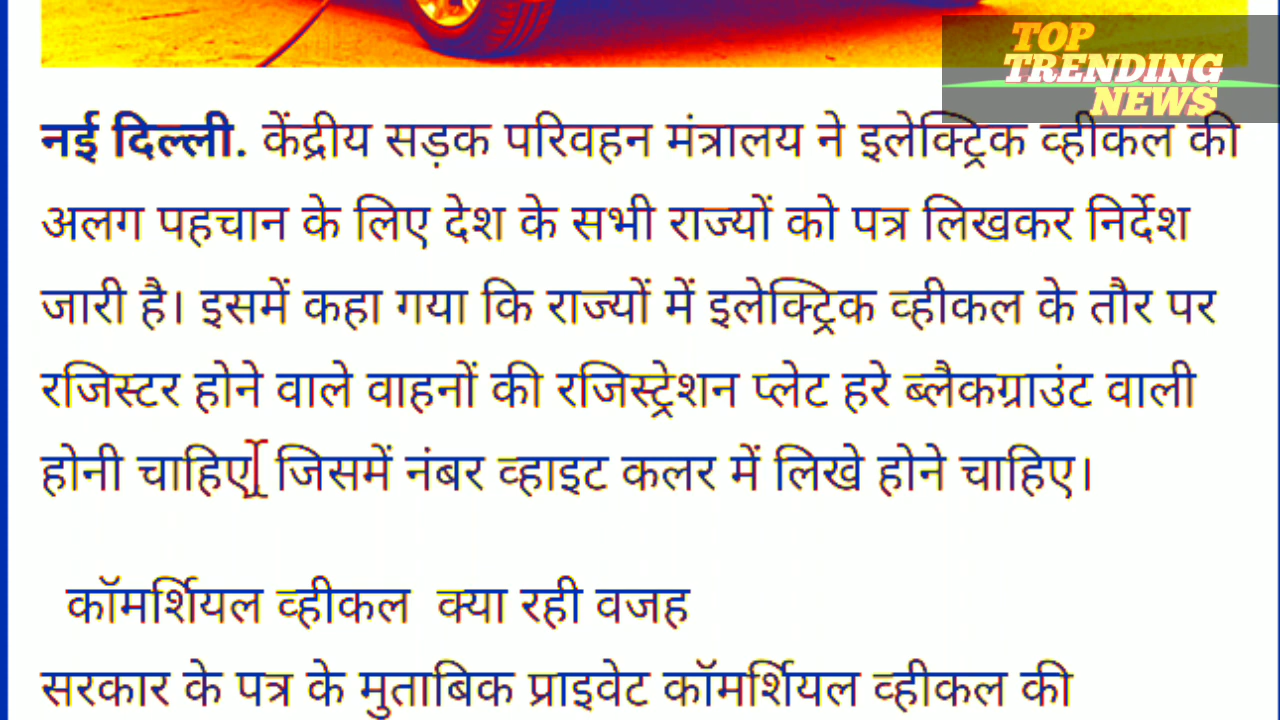 TOP
TRENDING
NEWS
नई दिल्ली. केंद्रीय सड़क परिवहन मंत्रालय ने इलेक्ट्रिक व्हीकल की
अलग पहचान के लिए देश के सभी राज्यों को पत्र लिखकर निर्देश
जारी है। इसमें कहा गया कि राज्यों में इलेक्ट्रिक व्हीकल के तौर पर
रजिस्टर होने वाले वाहनों की रजिस्ट्रेशन प्लेट हरे ब्लैकग्राउंट वाली
होनी चाहिए, जिसमें नंबर व्हाइट कलर में लिखे होने चाहिए।
कॉमर्शियल व्हीकल क्या रही वजह
सरकार के पत्र के मुताबिक प्राइवेट कॉमर्शियल व्हीकल की